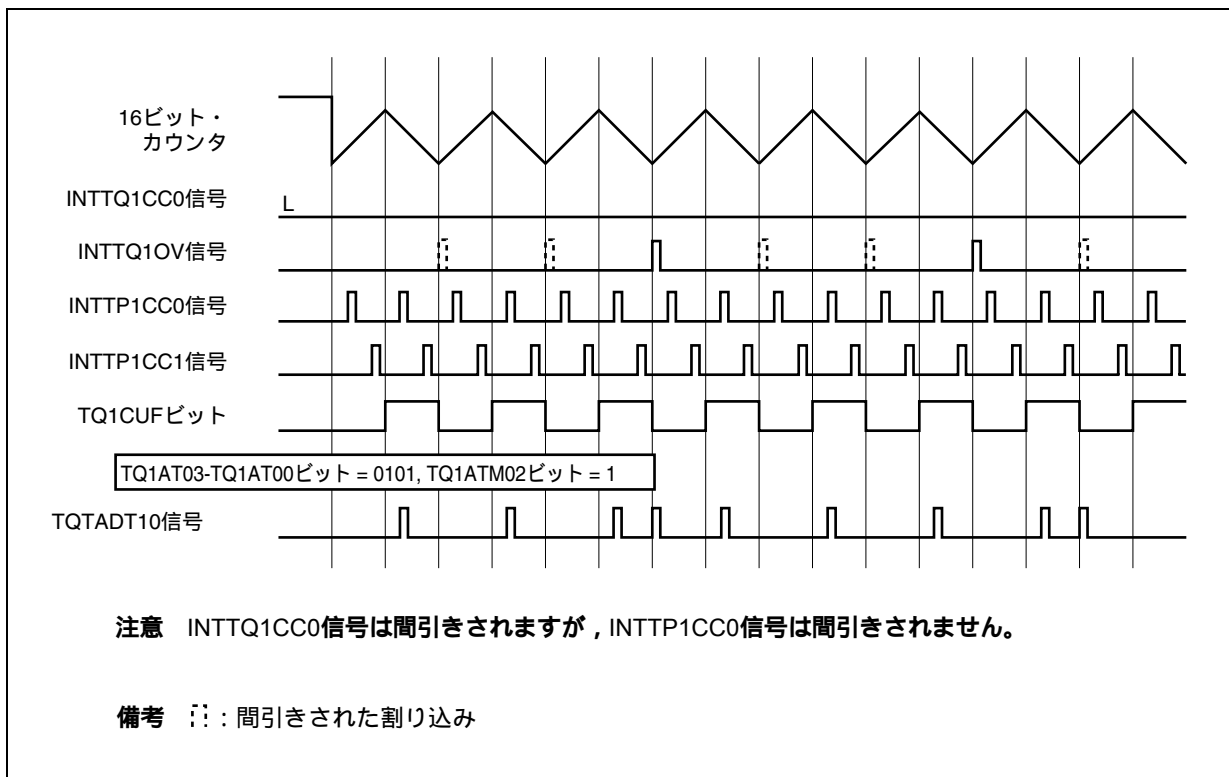 16ビット・
カウンタ
INTTQ1CC0信号
L
INTTQ1OV信号
INTTP1CC0信号
INTTP1CC1信号
TQ1CUFビット
TQ1AT03-TQ1AT00ビット = 0101, TQ1ATM02ビット = 1
TQTADT10信号
注意 INTTQ1CC0信号は間引きされますが，INTTP1CC0信号は間引きされません。
備考 ：間引きされた割り込み